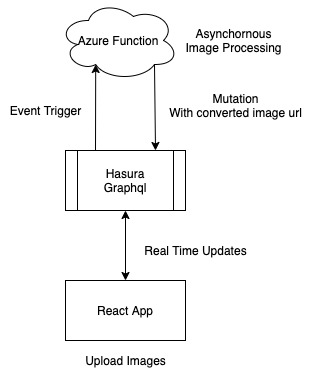 Azure Function
Asynchornous
Image Processing
Event Trigger
Mutation
With converted image url
Hasura
Graphql
Real Time Updates
React App
Upload Images